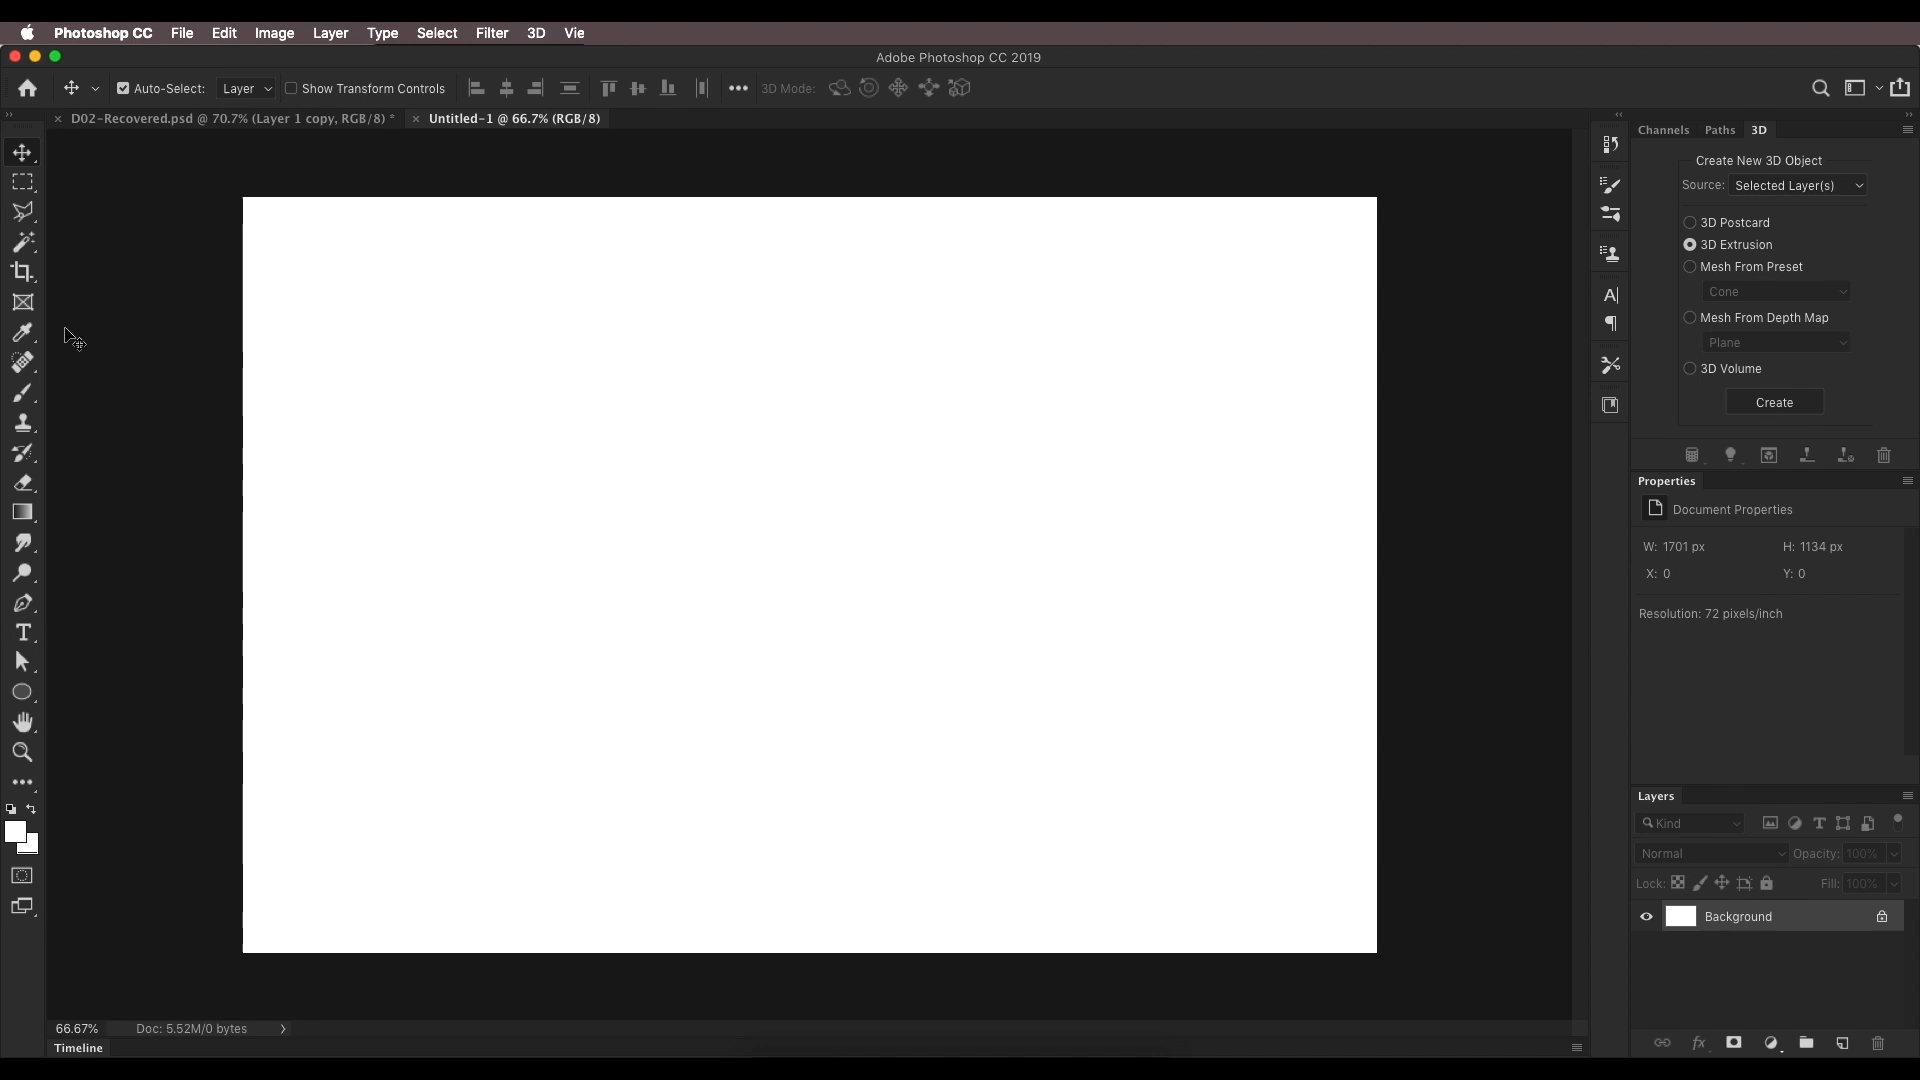 Photoshop CC File Edit Image Layer Type Select Filter 3D Vie
Adobe Photoshop CC 2019
Auto-Select: Layer Show Transform Controls 3D Mode:
D02-Recovered.psd @ 70.7% (Layer 1 copy, RGB/8) * Untitled-1 @ 66.7% (RGB/8)
Channels Paths 3D
Create New 3D Object
Source: Selected Layer(s)
3D Postcard
3D Extrusion
Mesh From Preset
Cone
Mesh From Depth Map
Plane
3D Volume
Create
Properties
Document Properties
W: 1701 px H: 1134 px
X: 0 Y: 0
Resolution: 72 pixels/inch
Layers
Kind
Normal Opacity: 100%
Lock: Fill: 100%
Background
66.67% Doc: 5.52M/0 bytes
Timeline